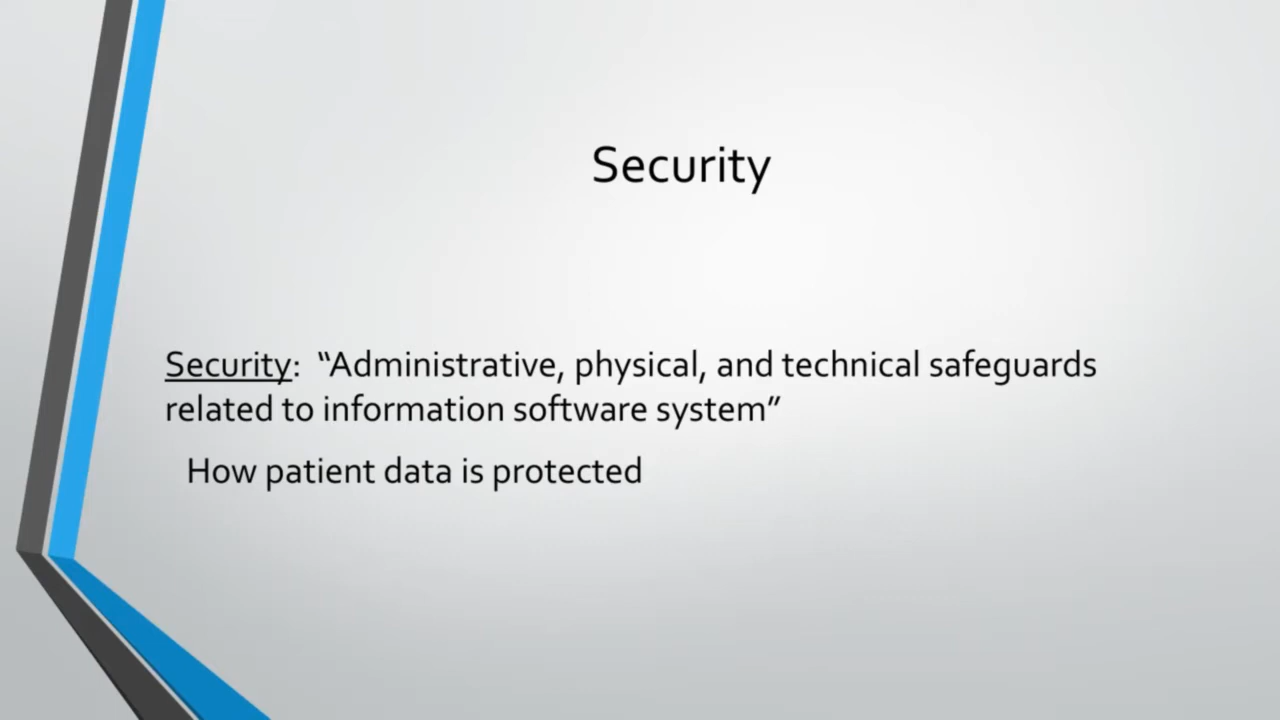 Security
Security:  “Administrative, physical, and technical safeguards
related to information software system”
How patient data is protected